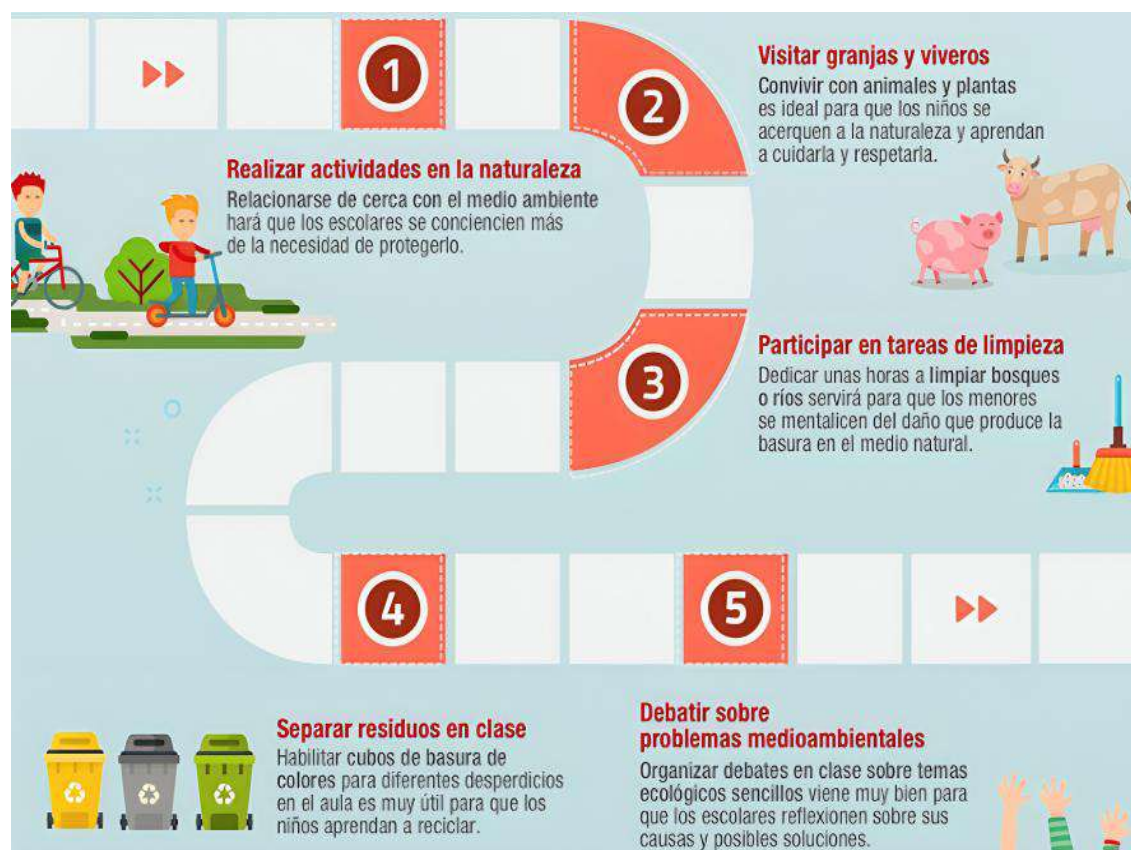 1
Realizar actividades en la naturaleza
Relacionarse de cerca con el medio ambiente
hará que los escolares se conciencien más
de la necesidad de protegerlo.
2
Visitar granjas y viveros
Convivir con animales y plantas
es ideal para que los niños se
acerquen a la naturaleza y aprendan
a cuidarla y respetarla.
3
Participar en tareas de limpieza
Dedicar unas horas a limpiar bosques
o ríos servirá para que los menores
se mentalicen del daño que produce la
basura en el medio natural.
4
Separar residuos en clase
Habilitar cubos de basura de
colores para diferentes desperdicios
en el aula es muy útil para que los
niños aprendan a reciclar.
5
Debatir sobre
problemas medioambientales
Organizar debates en clase sobre temas
ecológicos sencillos viene muy bien para
que los escolares reflexionen sobre sus
causas y posibles soluciones.